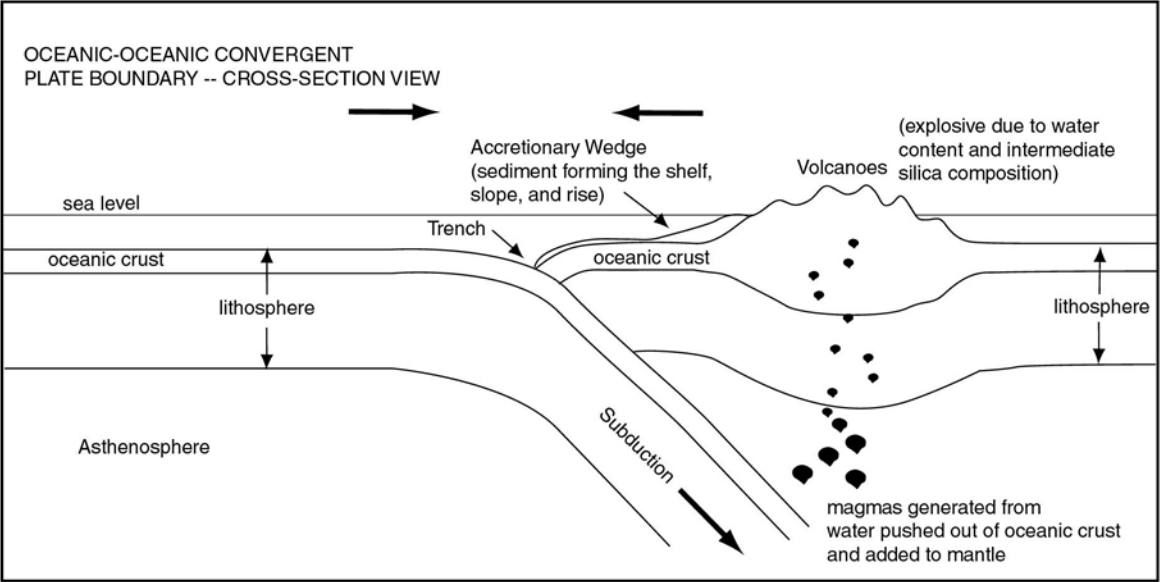 OCEANIC-OCEANIC CONVERGENT
PLATE BOUNDARY -- CROSS-SECTION VIEW
Accretionary Wedge
(sediment forming the shelf,
slope, and rise)
Volcanoes
(explosive due to water
content and intermediate
silica composition)
sea level
Trench
oceanic crust
oceanic crust
lithosphere
lithosphere
Asthenosphere
Subduction
magmas generated from
water pushed out of oceanic crust
and added to mantle